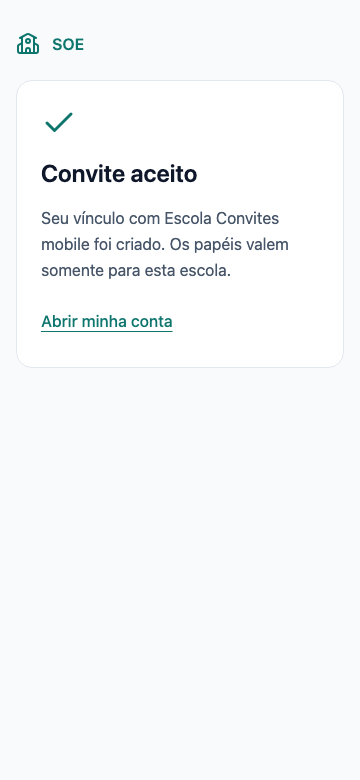 SOE
Convite aceito
Seu vínculo com Escola Convites
mobile foi criado. Os papéis valem
somente para esta escola.
Abrir minha conta